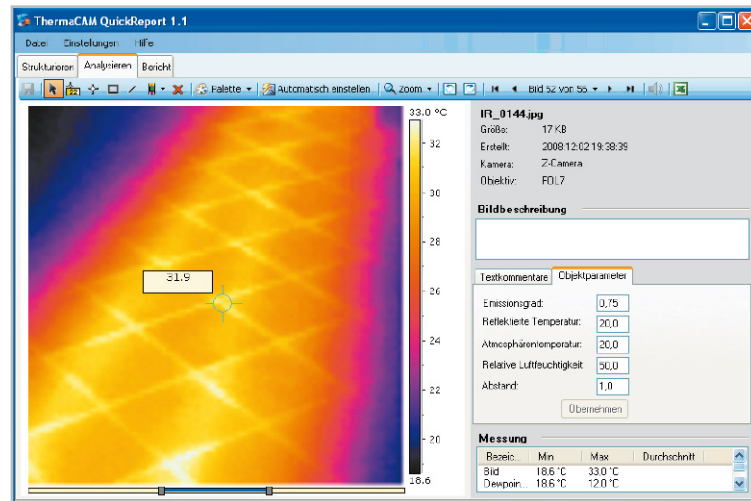 ThermaCAM QuickReport 1.1
Datei Einstellungen Hilfe
Strukturieren Analysieren Bericht
Palette Automatisch einstellen Zoom Bild 52 von 55
33.0 °C
32
30
28
26
24
22
20
18.6
31.9
IR_0144.jpg
Größe: 17 KB
Erstellt: 2008:12:02 19:38:39
Kamera: Z-Camera
Objektiv: FOL7
Bildbeschreibung
Textkommentare Objektparameter
Emissionsgrad: 0,75
Reflektierte Temperatur: 20,0
Atmosphärentemperatur: 20,0
Relative Luftfeuchtigkeit 50,0
Abstand: 1,0
Übernehmen
Messung
Bezeic... Min Max Durchschnitt
Bild 18.6 °C 33.0 °C
Dewpoin... 18.6 °C 12.0 °C